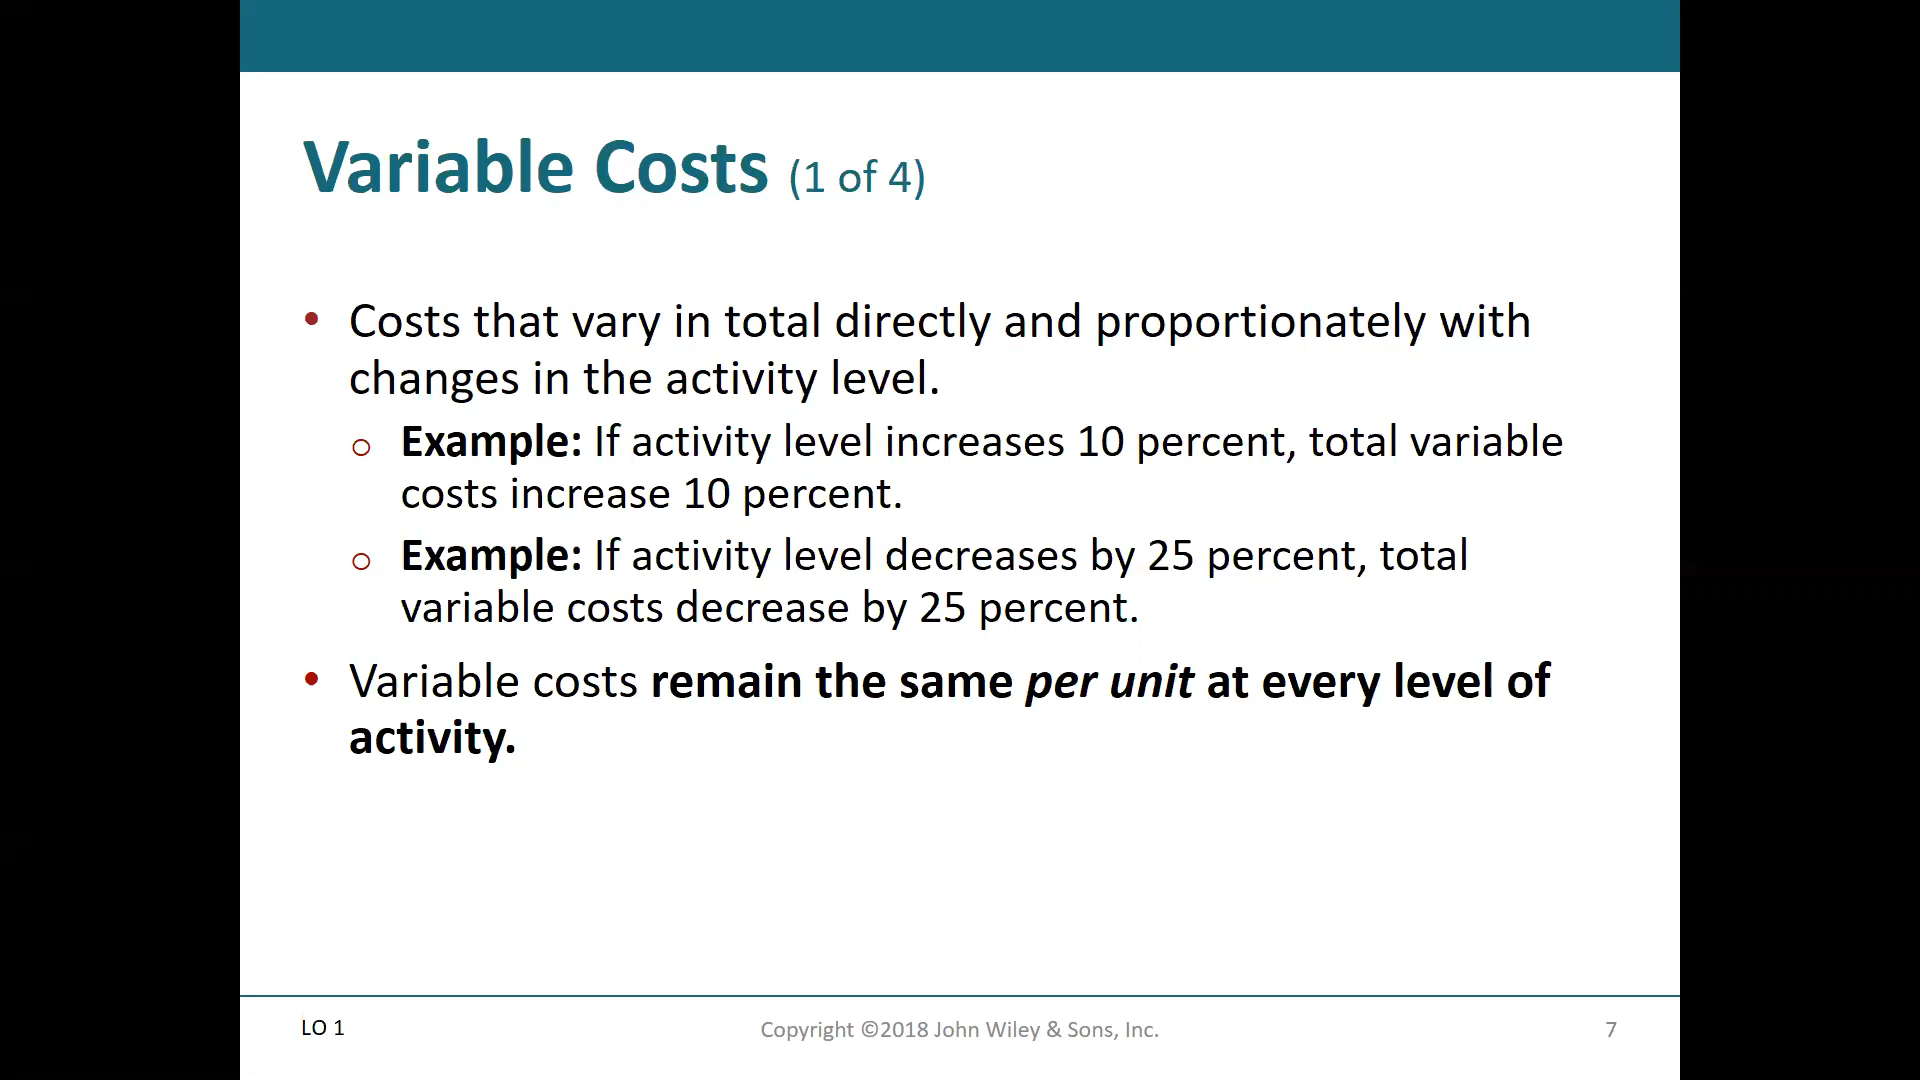 Variable Costs (1 of 4)
• Costs that vary in total directly and proportionately with
changes in the activity level.
o Example: If activity level increases 10 percent, total variable
costs increase 10 percent.
o Example: If activity level decreases by 25 percent, total
variable costs decrease by 25 percent.
• Variable costs remain the same per unit at every level of
activity.
LO 1
Copyright ©2018 John Wiley & Sons, Inc.
7